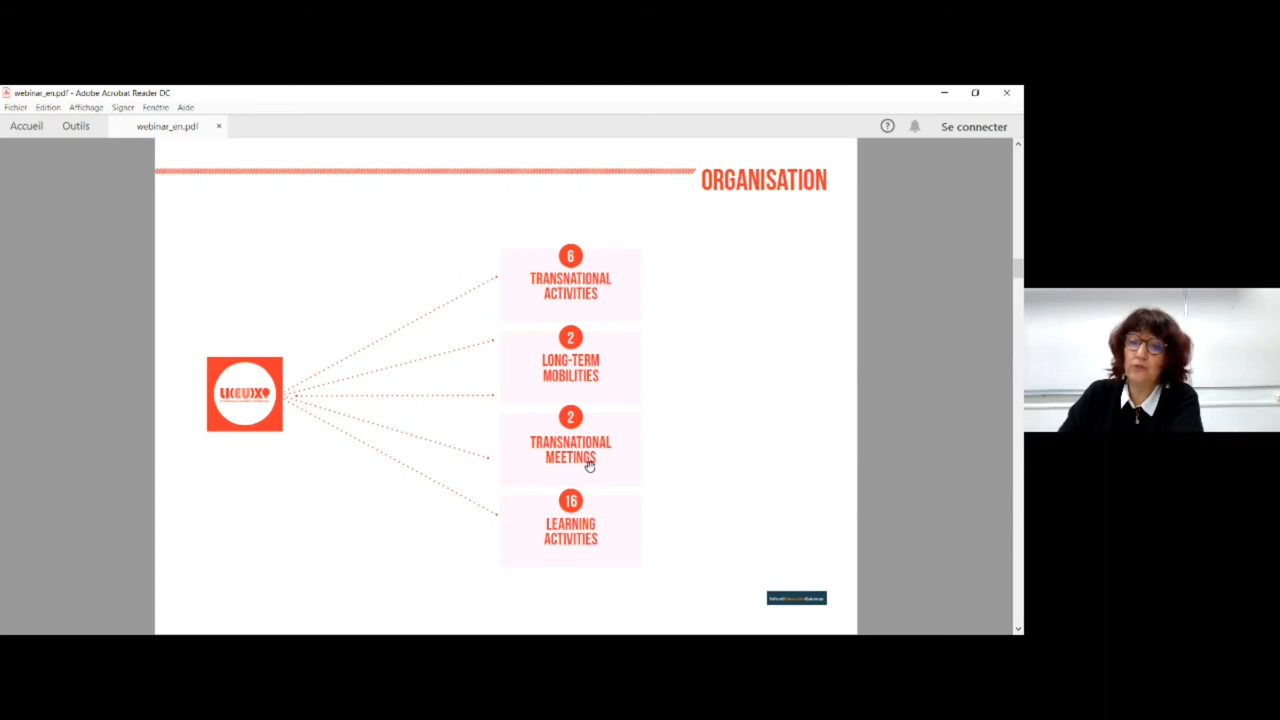 webinar_en.pdf - Adobe Acrobat Reader DC
Fichier Edition Affichage Signer Fenêtre Aide
Accueil Outils webinar_en.pdf × Se connecter
ORGANISATION
6
TRANSNATIONAL
ACTIVITIES
2
LONG-TERM
MOBILITIES
2
TRANSNATIONAL
MEETINGS
16
LEARNING
ACTIVITIES
SchoolEducationGateway